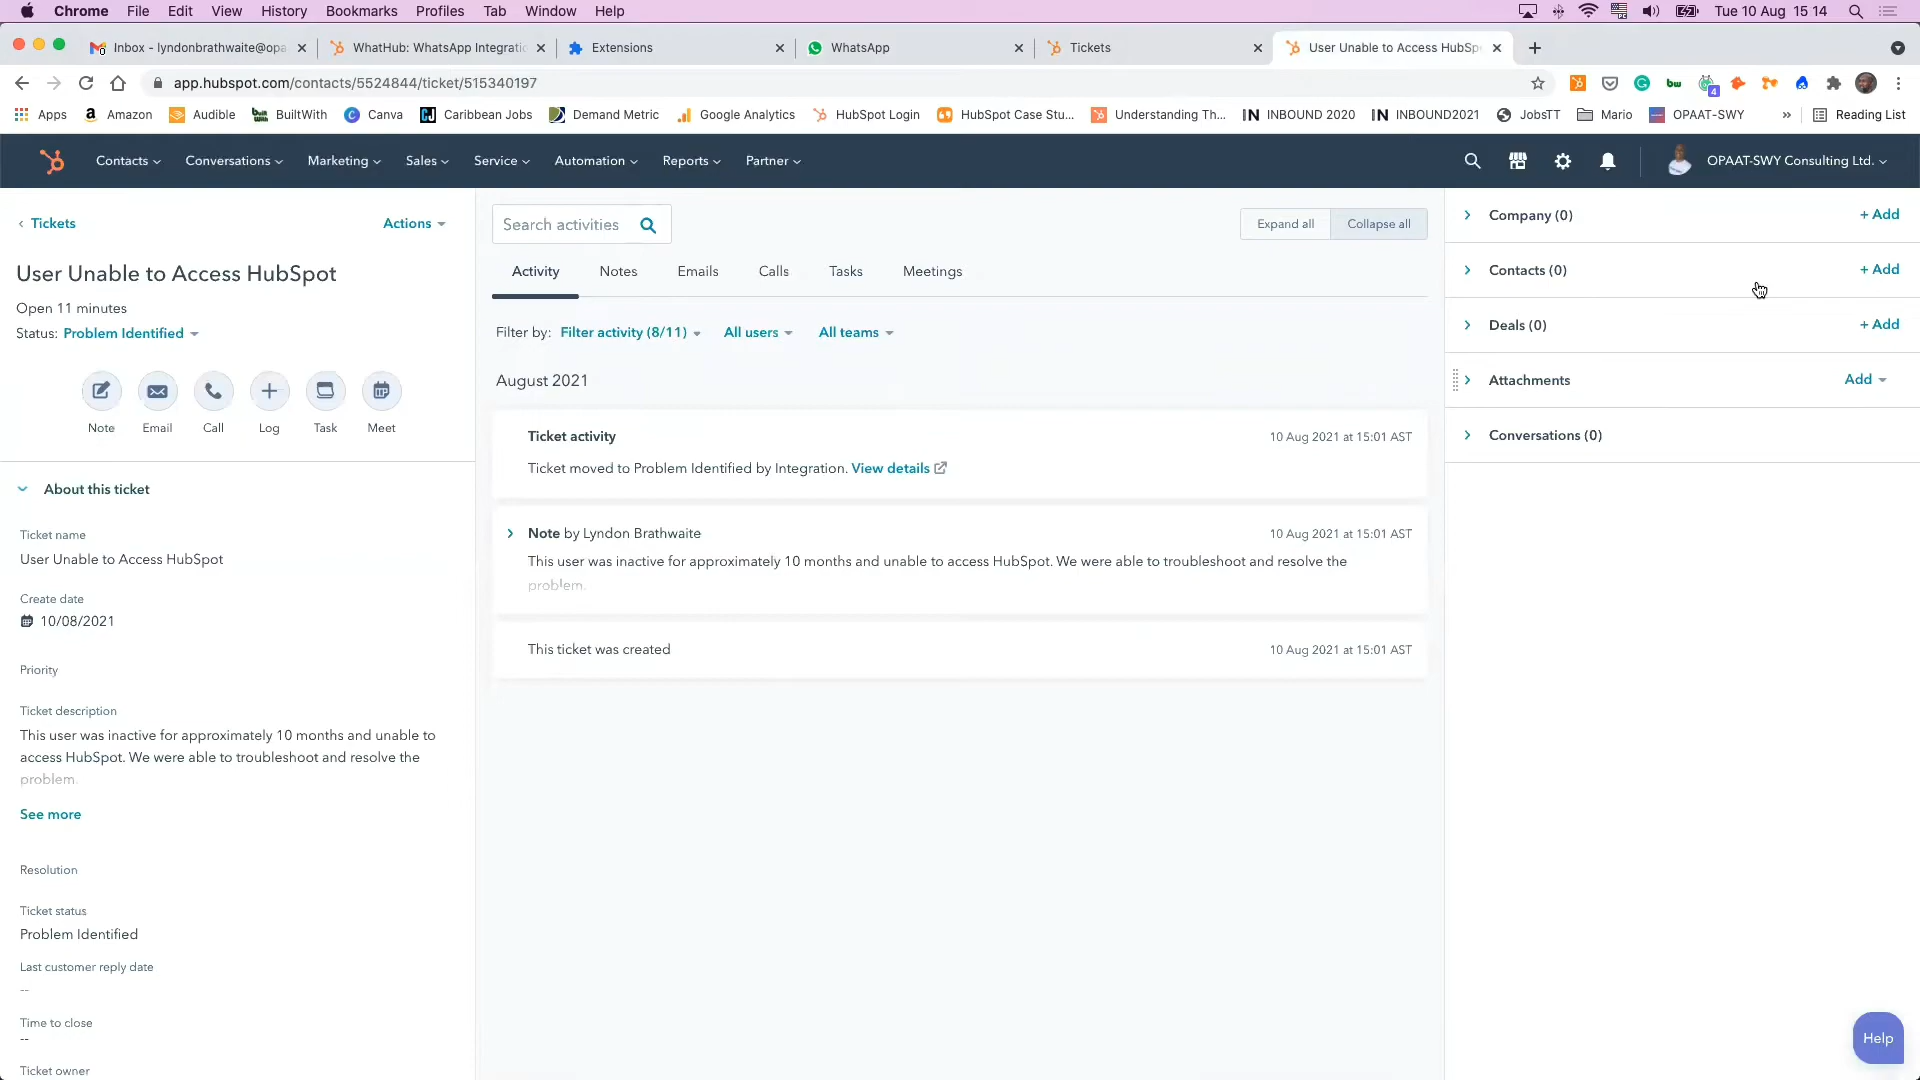 Chrome File Edit View History Bookmarks Profiles Tab Window Help Tue 10 Aug 15 14
Inbox - lyndonbrathwaite@opa WhatHub: WhatsApp Integratio Extensions WhatsApp Tickets User Unable to Access HubSp
app.hubspot.com/contacts/5524844/ticket/515340197 4
Apps Amazon Audible BuiltWith Canva Caribbean Jobs Demand Metric Google Analytics HubSpot Login HubSpot Case Stu... Understanding Th... INBOUND 2020 INBOUND2021 JobsTT Mario OPAAT-SWY » Reading List
Contacts Conversations Marketing Sales Service Automation Reports Partner OPAAT-SWY Consulting Ltd.
Tickets Actions
User Unable to Access HubSpot
Open 11 minutes
Status: Problem Identified
Note Email Call Log Task Meet
About this ticket
Ticket name
User Unable to Access HubSpot
Create date
10/08/2021
Priority
Ticket description
This user was inactive for approximately 10 months and unable to
access HubSpot. We were able to troubleshoot and resolve the
problem.
See more
Resolution
Ticket status
Problem Identified
Last customer reply date
--
Time to close
--
Ticket owner
Search activities Expand all Collapse all
Activity Notes Emails Calls Tasks Meetings
Filter by: Filter activity (8/11) All users All teams
August 2021
Ticket activity 10 Aug 2021 at 15:01 AST
Ticket moved to Problem Identified by Integration. View details
Note by Lyndon Brathwaite 10 Aug 2021 at 15:01 AST
This user was inactive for approximately 10 months and unable to access HubSpot. We were able to troubleshoot and resolve the
problem.
This ticket was created 10 Aug 2021 at 15:01 AST
Company (0) + Add
Contacts (0) + Add
Deals (0) + Add
Attachments Add
Conversations (0)
Help